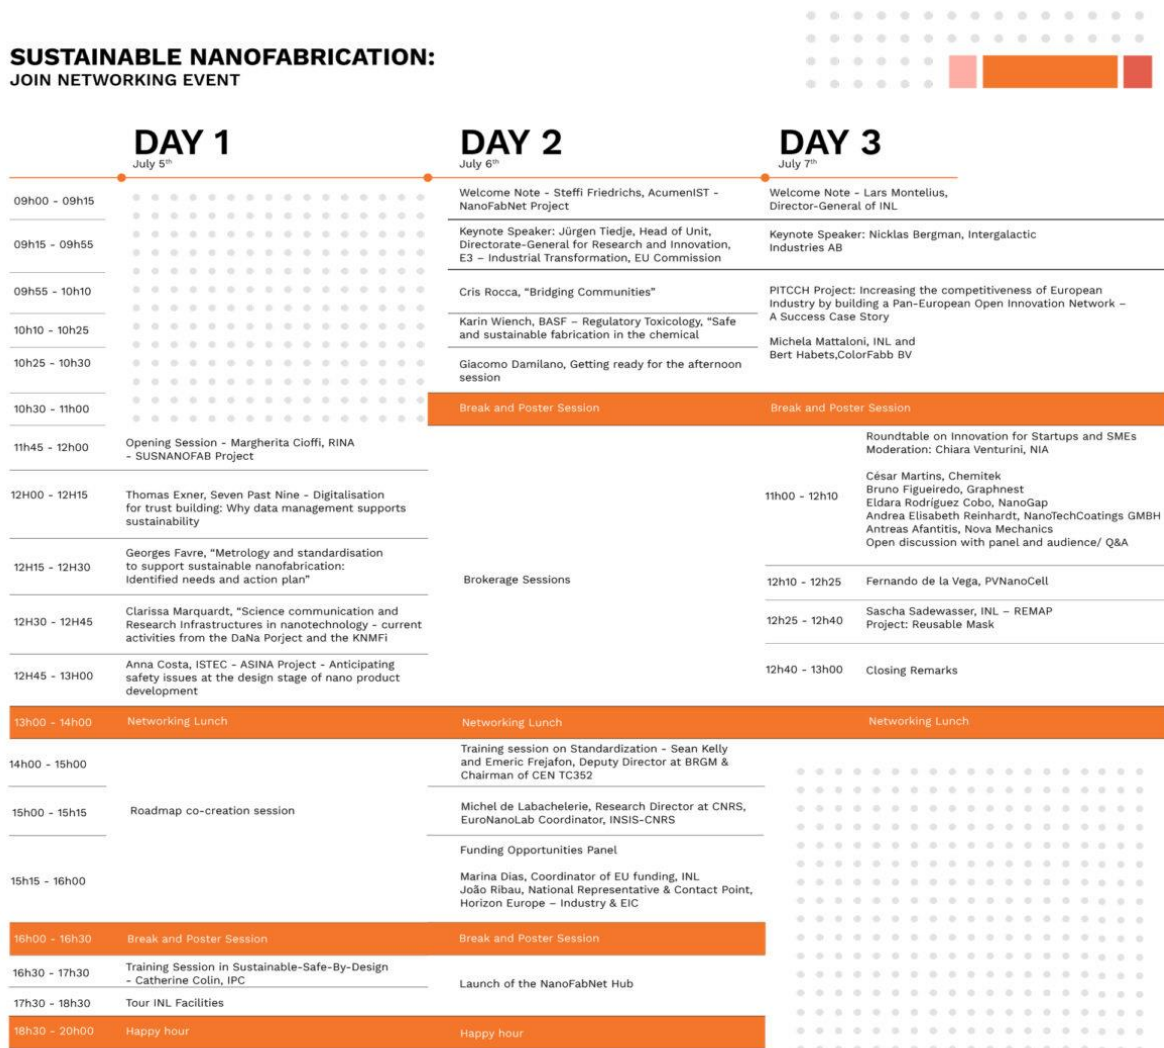 SUSTAINABLE NANOFABRICATION:
JOIN NETWORKING EVENT
DAY 1
July 5th
DAY 2
July 6th
DAY 3
July 7th
09h00 - 09h15
Welcome Note - Steffi Friedrichs, AcumenIST -
NanoFabNet Project
Welcome Note - Lars Montelius,
Director-General of INL
09h15 - 09h55
Keynote Speaker: Jürgen Tiedje, Head of Unit,
Directorate-General for Research and Innovation,
E3 – Industrial Transformation, EU Commission
Keynote Speaker: Nicklas Bergman, Intergalactic
Industries AB
09h55 - 10h10
Cris Rocca, “Bridging Communities”
PITCCH Project: Increasing the competitiveness of European
Industry by building a Pan-European Open Innovation Network –
A Success Case Story
Michela Mattaloni, INL and
Bert Habets,ColorFabb BV
10h10 - 10h25
Karin Wiench, BASF – Regulatory Toxicology, “Safe
and sustainable fabrication in the chemical
10h25 - 10h30
Giacomo Damilano, Getting ready for the afternoon
session
10h30 - 11h00
Break and Poster Session
Break and Poster Session
11h45 - 12h00
Opening Session - Margherita Cioffi, RINA
- SUSNANOFAB Project
12H00 - 12H15
Thomas Exner, Seven Past Nine - Digitalisation
for trust building: Why data management supports
sustainability
12H15 - 12H30
Georges Favre, “Metrology and standardisation
to support sustainable nanofabrication:
Identified needs and action plan”
12H30 - 12H45
Clarissa Marquardt, “Science communication and
Research Infrastructures in nanotechnology - current
activities from the DaNa Porject and the KNMFi
12H45 - 13H00
Anna Costa, ISTEC - ASINA Project - Anticipating
safety issues at the design stage of nano product
development
Brokerage Sessions
11h00 - 12h10
Roundtable on Innovation for Startups and SMEs
Moderation: Chiara Venturini, NIA
César Martins, Chemitek
Bruno Figueiredo, Graphnest
Eldara Rodríguez Cobo, NanoGap
Andrea Elisabeth Reinhardt, NanoTechCoatings GMBH
Antreas Afantitis, Nova Mechanics
Open discussion with panel and audience/ Q&A
12h10 - 12h25
Fernando de la Vega, PVNanoCell
12h25 - 12h40
Sascha Sadewasser, INL – REMAP
Project: Reusable Mask
12h40 - 13h00
Closing Remarks
13h00 - 14h00
Networking Lunch
Networking Lunch
Networking Lunch
14h00 - 15h00
Training session on Standardization - Sean Kelly
and Emeric Frejafon, Deputy Director at BRGM &
Chairman of CEN TC352
15h00 - 15h15
Roadmap co-creation session
Michel de Labachelerie, Research Director at CNRS,
EuroNanoLab Coordinator, INSIS-CNRS
15h15 - 16h00
Funding Opportunities Panel
Marina Dias, Coordinator of EU funding, INL
João Ribau, National Representative & Contact Point,
Horizon Europe – Industry & EIC
16h00 - 16h30
Break and Poster Session
Break and Poster Session
16h30 - 17h30
Training Session in Sustainable-Safe-By-Design
- Catherine Colin, IPC
Launch of the NanoFabNet Hub
17h30 - 18h30
Tour INL Facilities
18h30 - 20h00
Happy hour
Happy hour